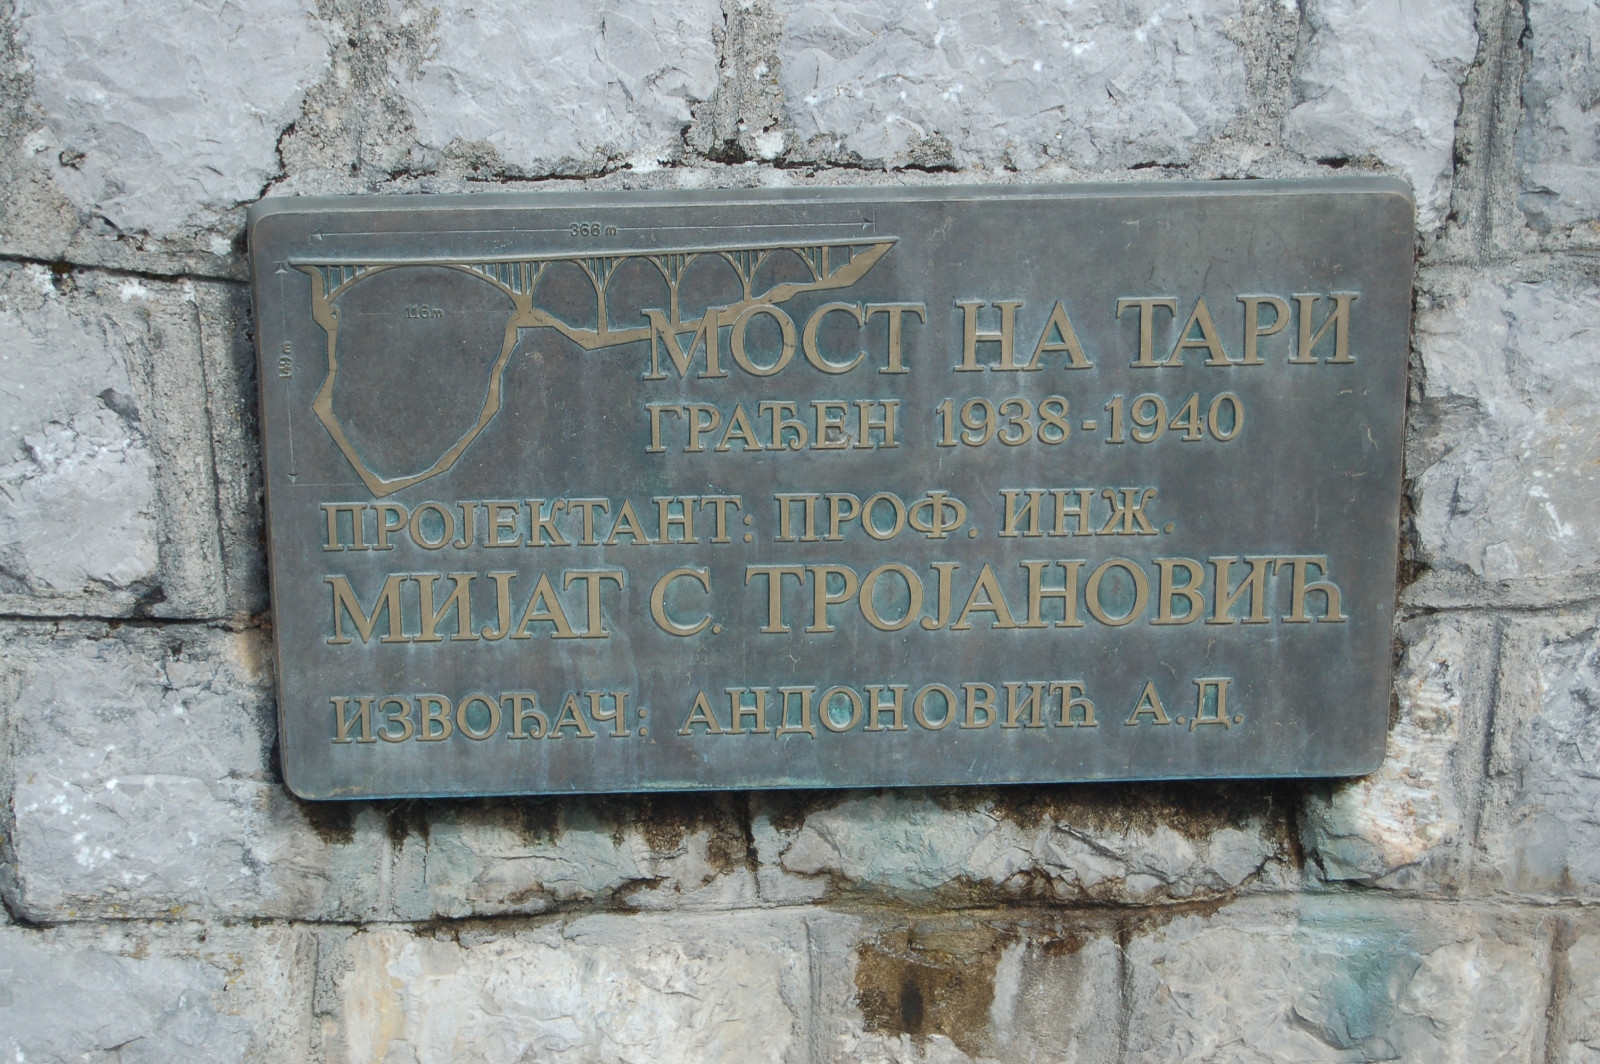 366 m
116 m
149 m
МОСТ НА ТАРИ
ГРАЂЕН 1938-1940
ПРОЈЕКТАНТ: ПРОФ. ИНЖ.
МИЈАТ С. ТРОЈАНОВИЋ
ИЗВОЂАЧ: АНДОНОВИЋ А.Д.